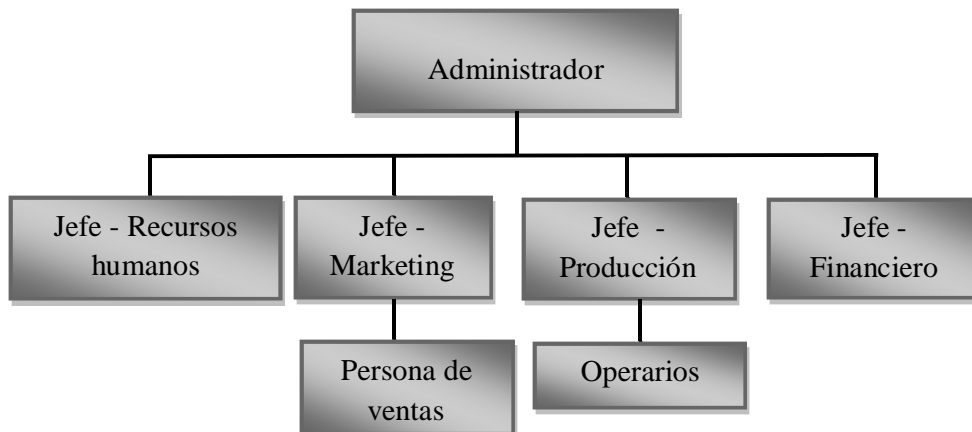 Administrador
Jefe - Recursos
humanos
Jefe -
Marketing
Jefe -
Producción
Jefe -
Financiero
Persona de
ventas
Operarios